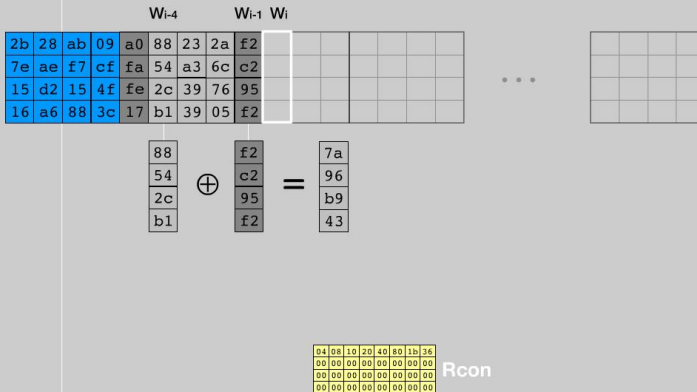 Wi-4 Wi-1 Wi
2b 28 ab 09 a0 88 23 2a f2
7e ae f7 cf fa 54 a3 6c c2
15 d2 15 4f fe 2c 39 76 95
16 a6 88 3c 17 b1 39 05 f2
...
88 f2 7a
54 c2 96
2c ⊕ 95 = b9
b1 f2 43
04 08 10 20 40 80 1b 36
00 00 00 00 00 00 00 00
00 00 00 00 00 00 00 00
00 00 00 00 00 00 00 00
Rcon